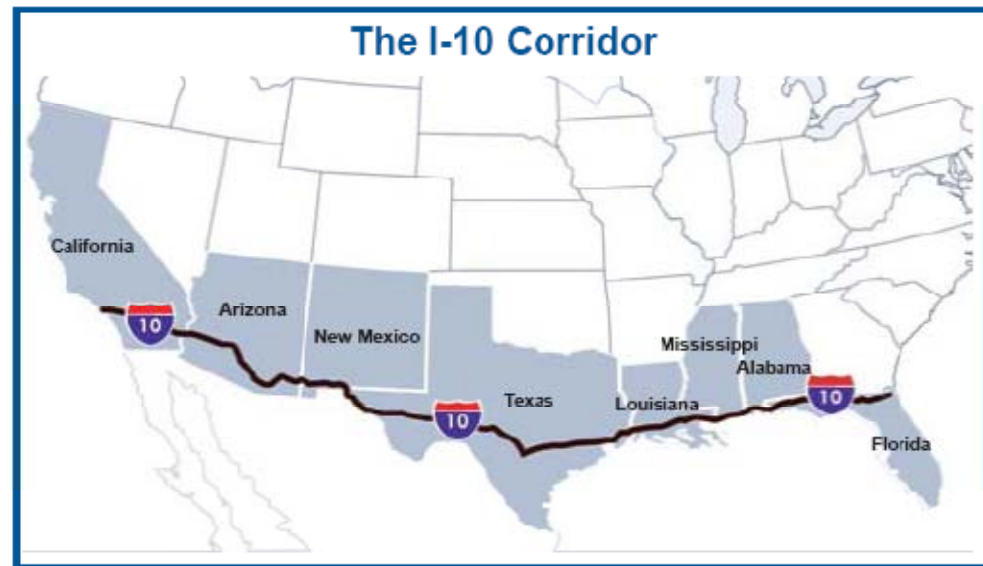 The I-10 Corridor
California
Arizona
New Mexico
Texas
Louisiana
Mississippi
Alabama
Florida
10
10
10